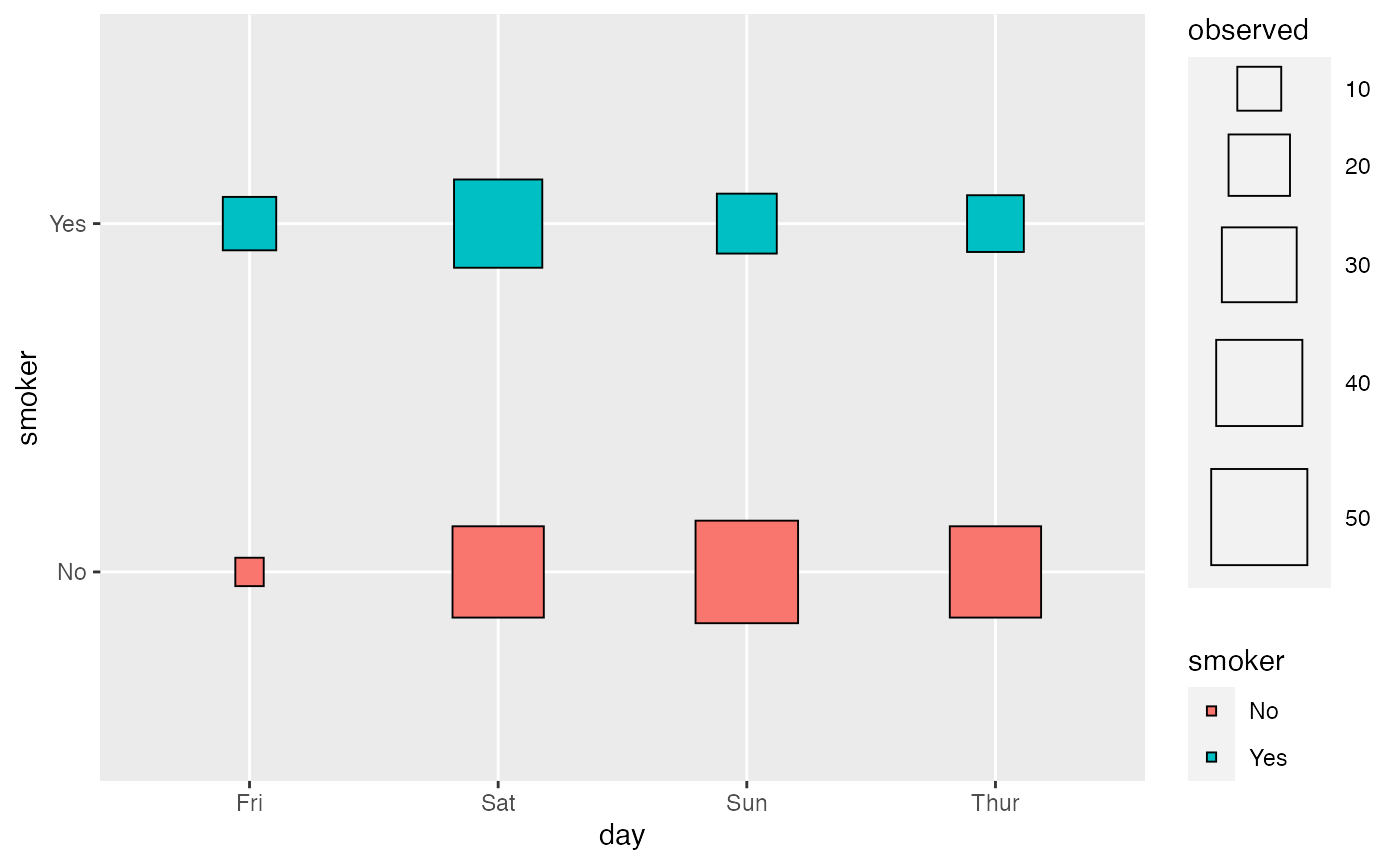 smoker
Yes
No
Fri Sat Sun Thur
day
observed
10
20
30
40
50
smoker
No
Yes